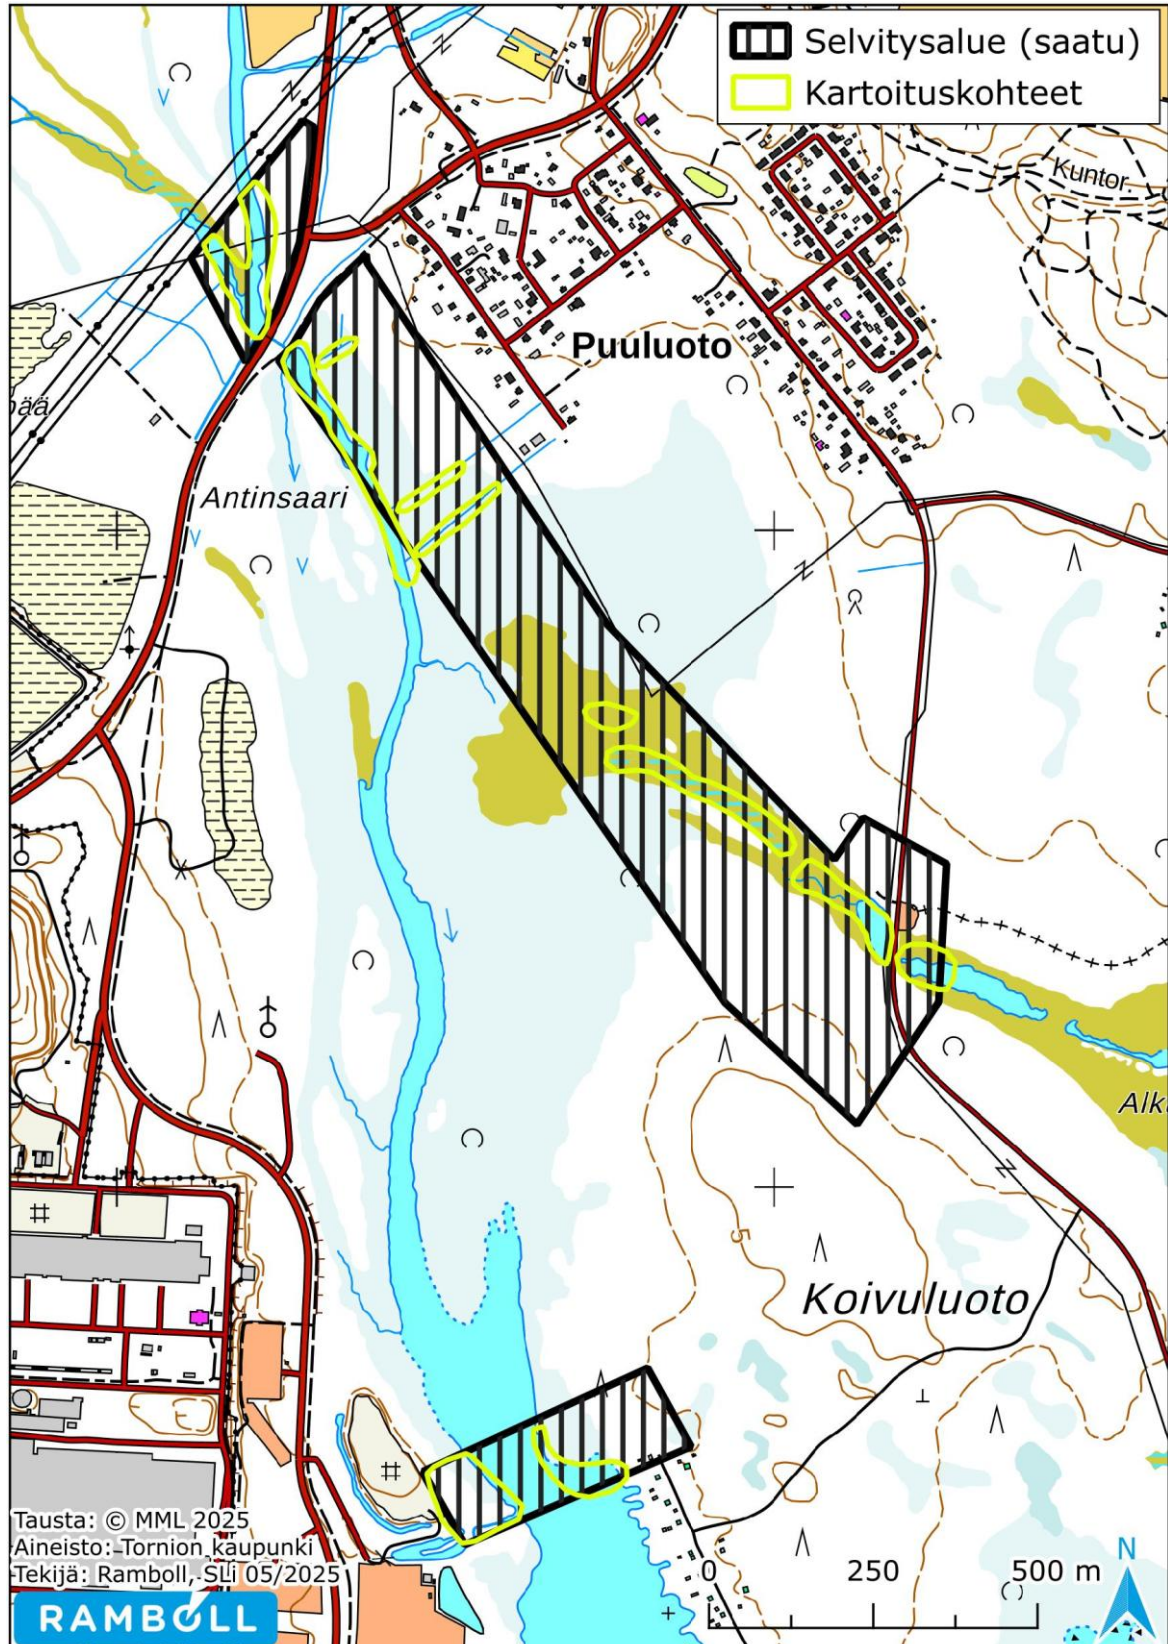 Selvitysalue (saatu)
Kartoituskohteet
Kuntor.
Puuluoto
pää
Antinsaari
Alk
5
Koivuluoto
Tausta: © MML 2025
Aineisto: Tornion kaupunki
Tekijä: Ramboll, SLi 05/2025
0 250 500 m
N
RAMBOLL